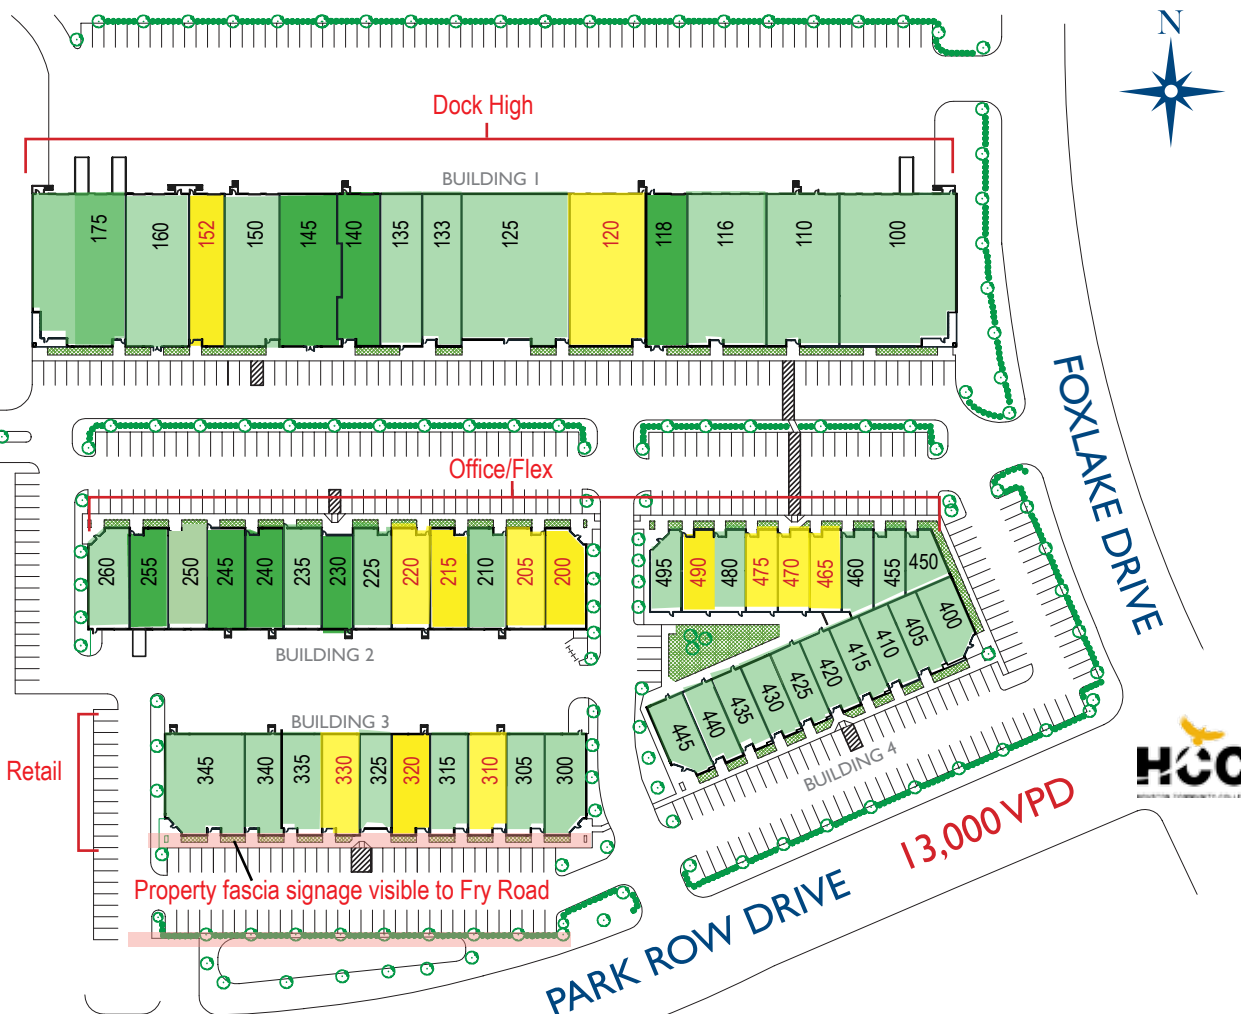 N
Dock High
BUILDING 1
175 160 152 150 145 140 135 133 125 120 118 116 110 100
FOXLAKE DRIVE
Office/Flex
260 255 250 245 240 235 230 225 220 215 210 205 200
495 490 480 475 470 465 460 455 450
BUILDING 2
445 440 435 430 425 420 415 410 405 400
BUILDING 4
BUILDING 3
Retail
345 340 335 330 325 320 315 310 305 300
HCC
13,000 VPD
Property fascia signage visible to Fry Road
PARK ROW DRIVE